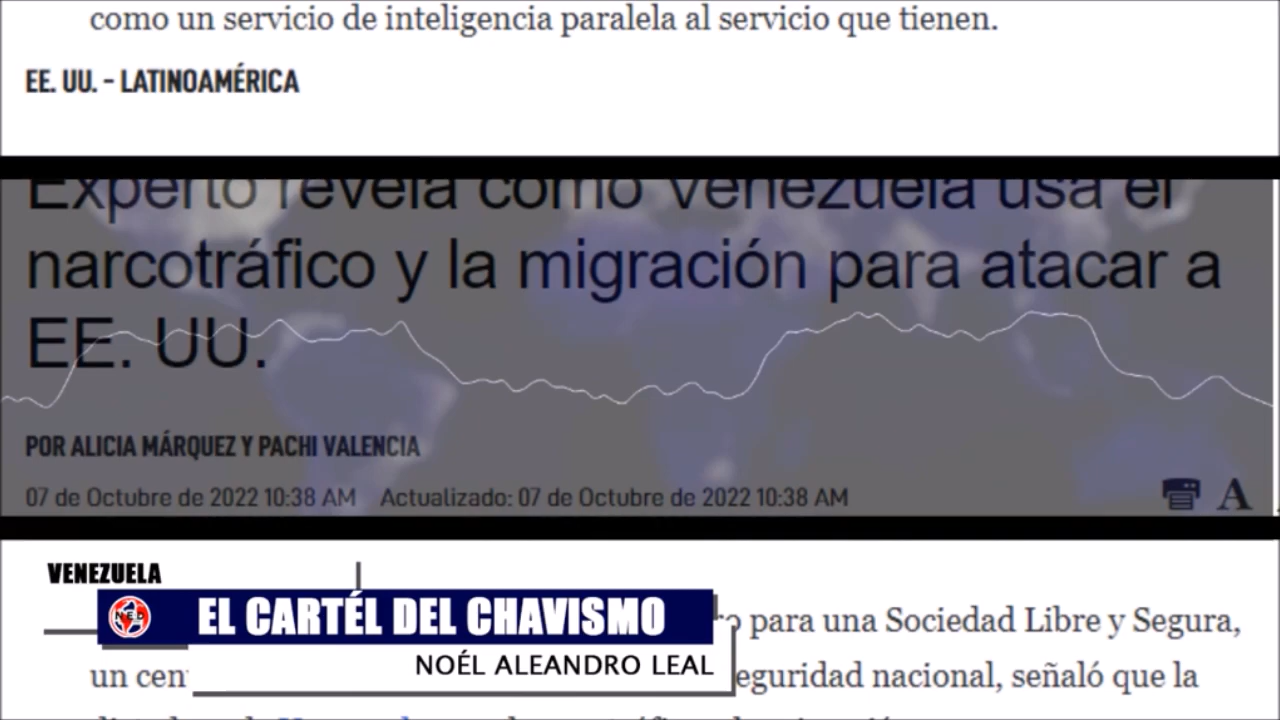 como un servicio de inteligencia paralela al servicio que tienen.
EE. UU. - LATINOAMÉRICA
Experto revela cómo Venezuela usa el
narcotráfico y la migración para atacar a
EE. UU.
POR ALICIA MÁRQUEZ Y PACHI VALENCIA
07 de Octubre de 2022 10:38 AM Actualizado: 07 de Octubre de 2022 10:38 AM
A
VENEZUELA
EL CARTÉL DEL CHAVISMO
NOÉL ALEANDRO LEAL
para una Sociedad Libre y Segura,
un eguridad nacional, señaló que la